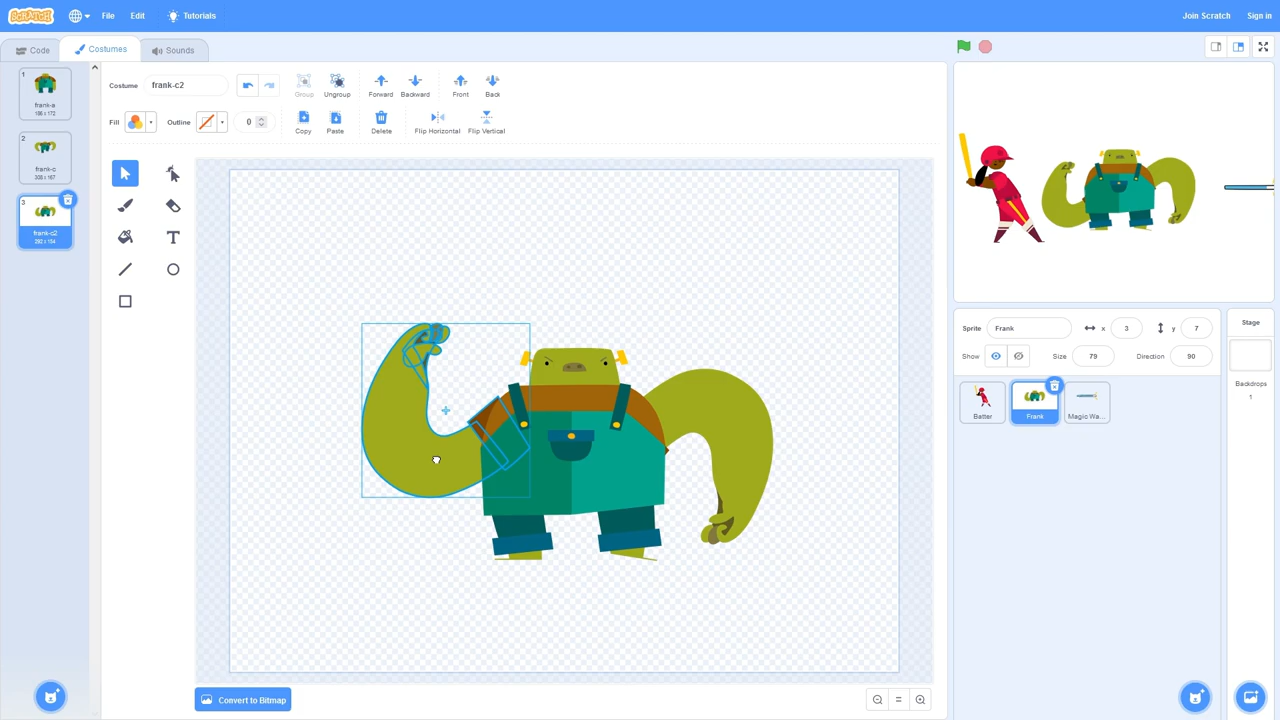 SCRATCH
File
Edit
Tutorials
Join Scratch
Sign in
Code
Costumes
Sounds
1
frank-a
2
frank-c
3
frank-c2
Costume
frank-c2
Group
Ungroup
Forward
Backward
Front
Back
Fill
Outline
0
Copy
Paste
Delete
Flip Horizontal
Flip Vertical
T
Convert to Bitmap
Sprite
Frank
x
3
y
7
Show
Size
79
Direction
90
Batter
Frank
Magic Wa...
Stage
Backdrops
1